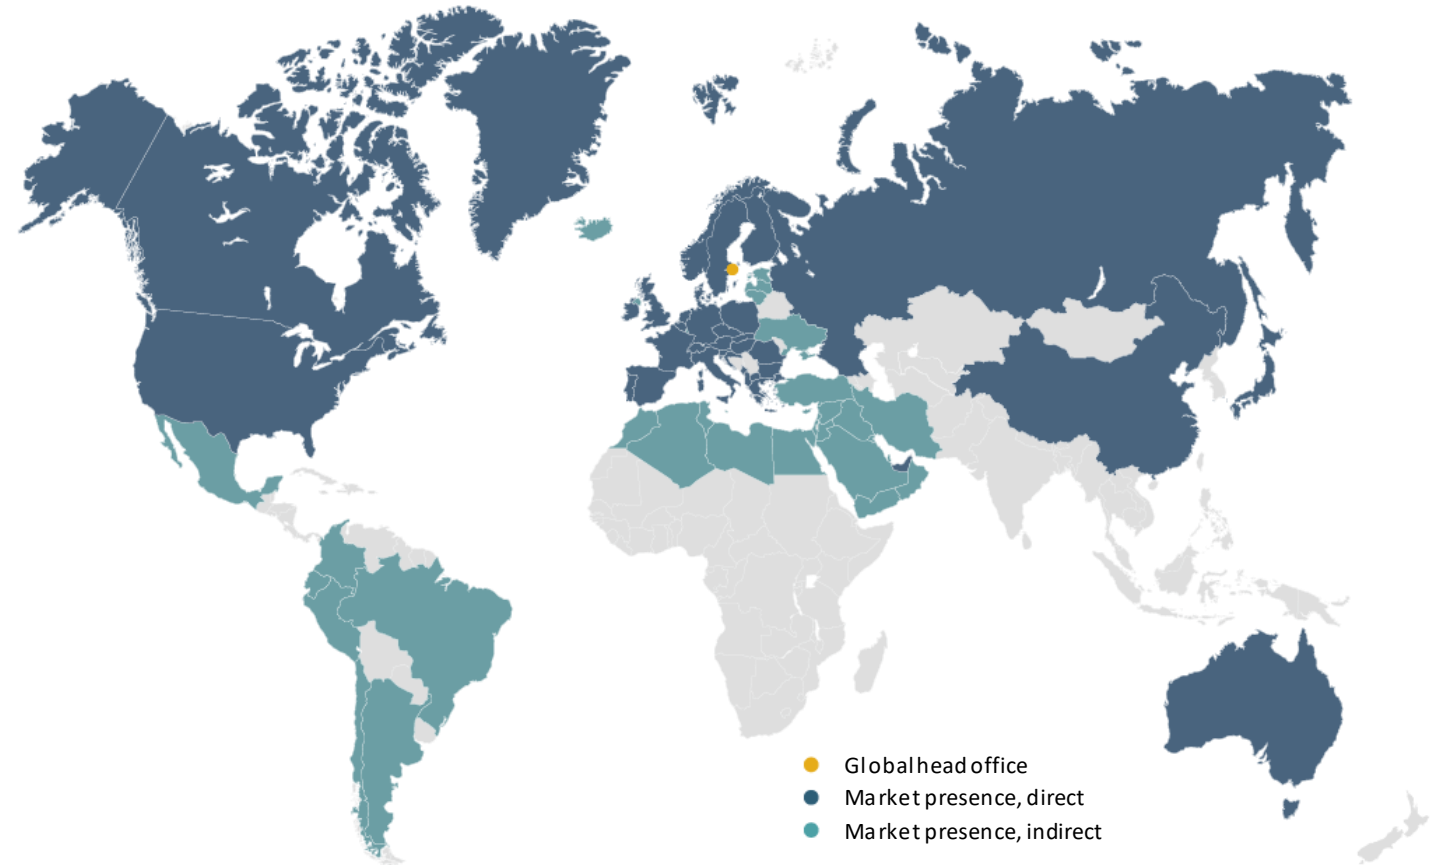 Global head office
Market presence, direct
Market presence, indirect